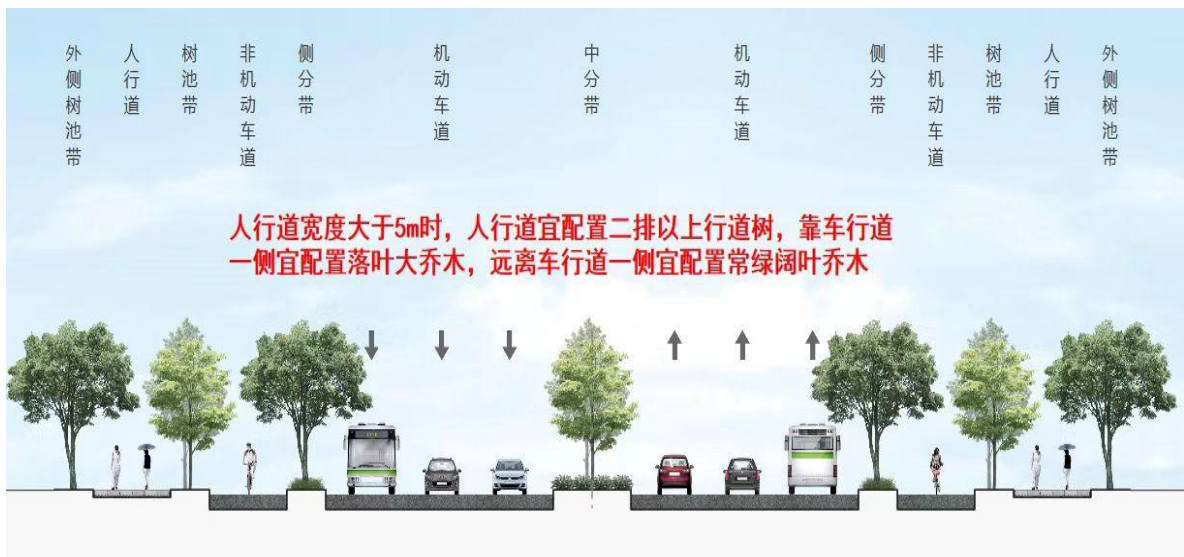 外侧树池带
人行道
树池带
非机动车道
侧分带
机动车道
中分带
机动车道
侧分带
非机动车道
树池带
人行道
外侧树池带
人行道宽度大于5m时，人行道宜配置二排以上行道树，靠车行道
一侧宜配置落叶大乔木，远离车行道一侧宜配置常绿阔叶乔木